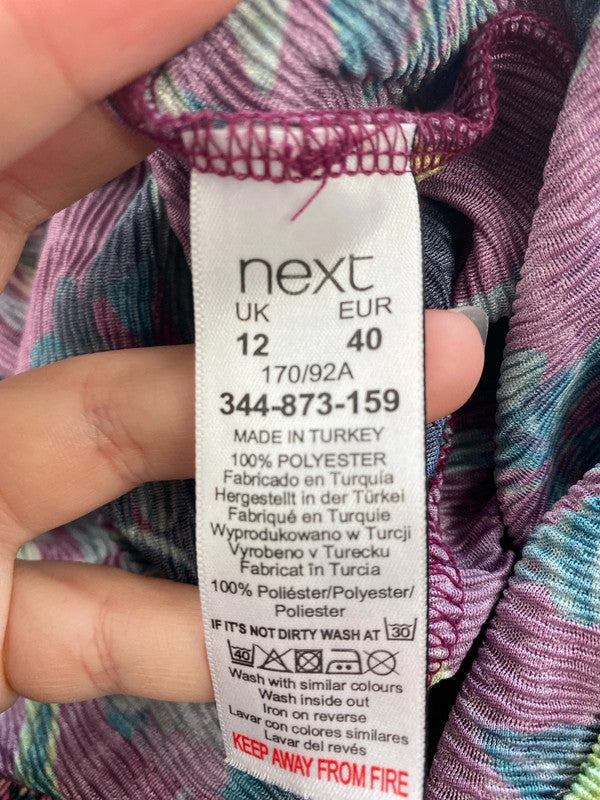 next
UK EUR
12 40
170/92A
344-873-159
MADE IN TURKEY
100% POLYESTER
Fabricado en Turquía
Hergestellt in der Türkei
Fabriqué en Turquie
Wyprodukowano w Turcji
Vyrobeno v Turecku
Fabricat în Turcia
100% Poliéster/Polyester/
Poliester
IF IT'S NOT DIRTY WASH AT 30
40
Wash with similar colours
Wash inside out
Iron on reverse
Lavar con colores similares
Lavar del revés
KEEP AWAY FROM FIRE